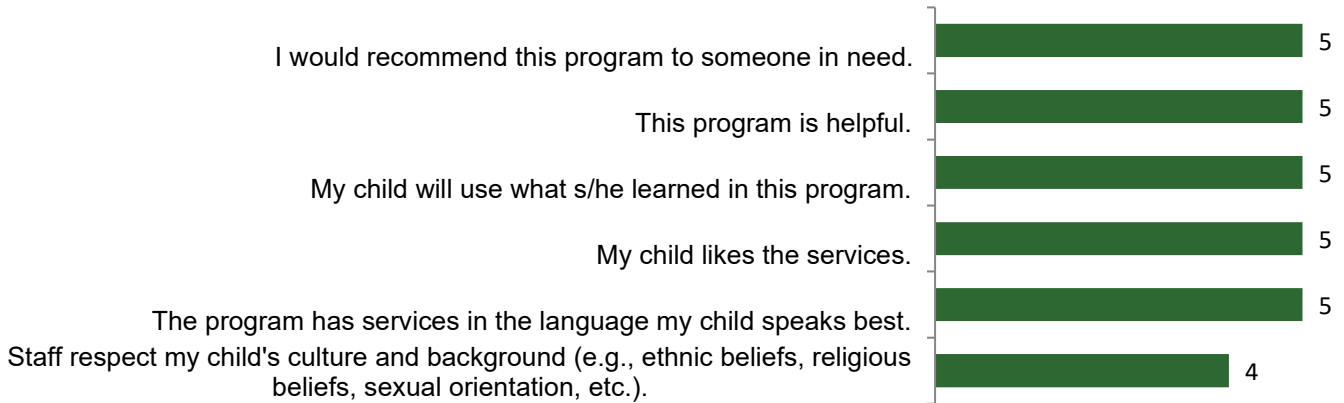 I would recommend this program to someone in need.
5
This program is helpful.
5
My child will use what s/he learned in this program.
5
My child likes the services.
5
The program has services in the language my child speaks best.
5
Staff respect my child's culture and background (e.g., ethnic beliefs, religious
beliefs, sexual orientation, etc.).
4